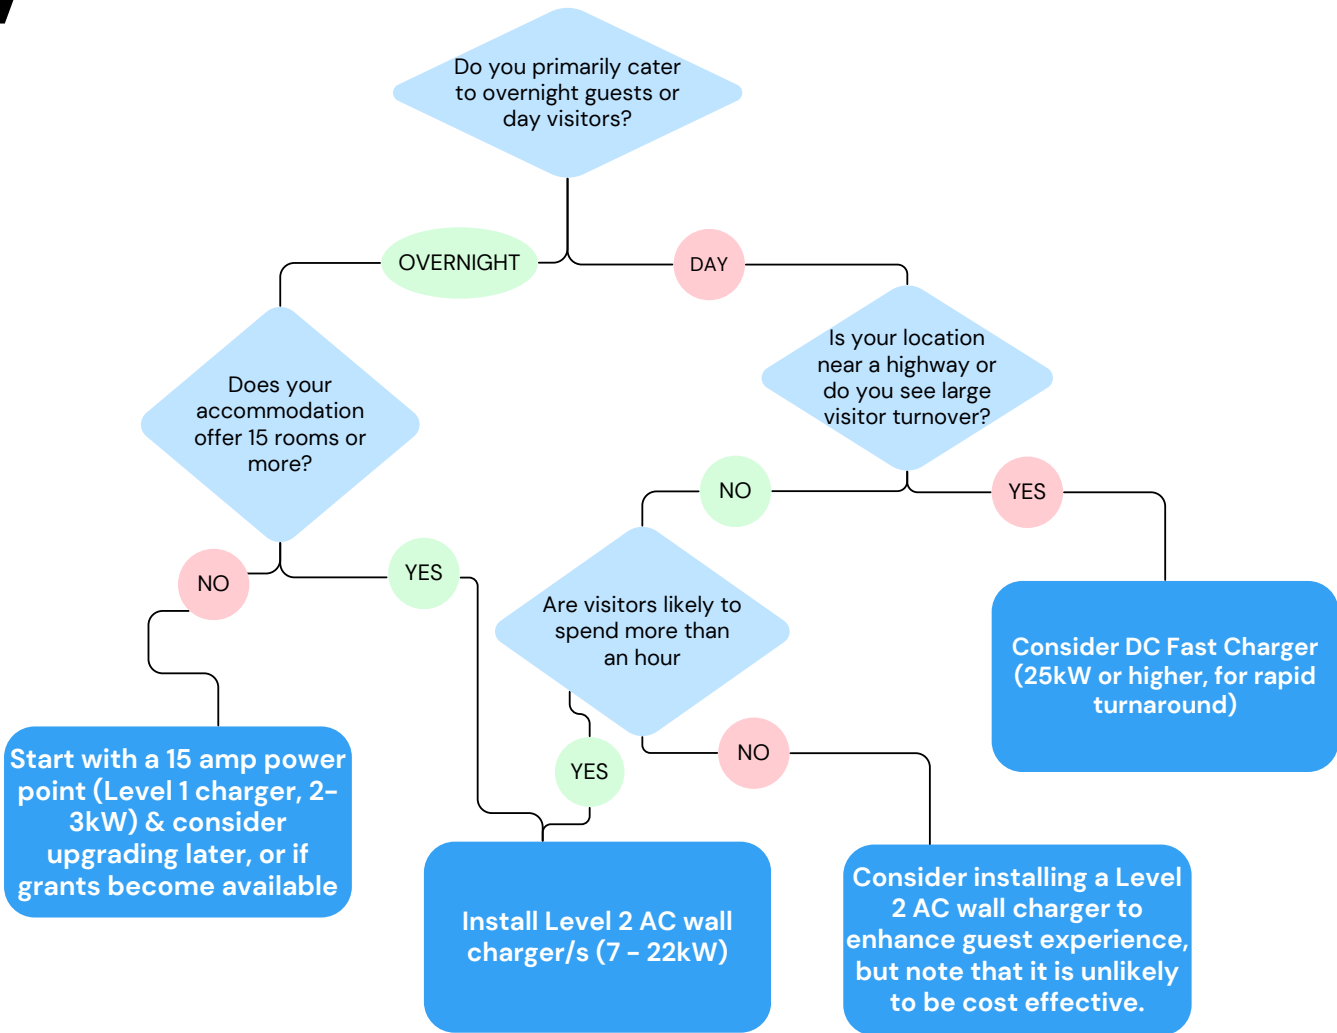 Do you primarily cater
to overnight guests or
day visitors?
OVERNIGHT
DAY
Does your
accommodation
offer 15 rooms or
more?
Is your location
near a highway or
do you see large
visitor turnover?
NO
YES
NO
YES
Are visitors likely to
spend more than
an hour
Consider DC Fast Charger
(25kW or higher, for rapid
turnaround)
YES
NO
Start with a 15 amp power
point (Level 1 charger, 2-
3kW) & consider
upgrading later, or if
grants become available
Install Level 2 AC wall
charger/s (7 - 22kW)
Consider installing a Level
2 AC wall charger to
enhance guest experience,
but note that it is unlikely
to be cost effective.